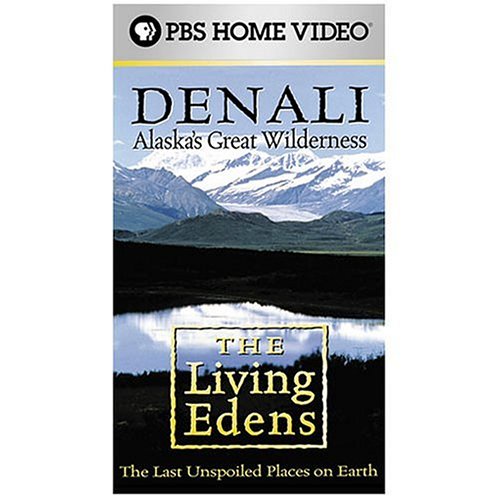 PBS HOME VIDEO®
DENALI
Alaska's Great Wilderness
THE
Living
Edens
The Last Unspoiled Places on Earth